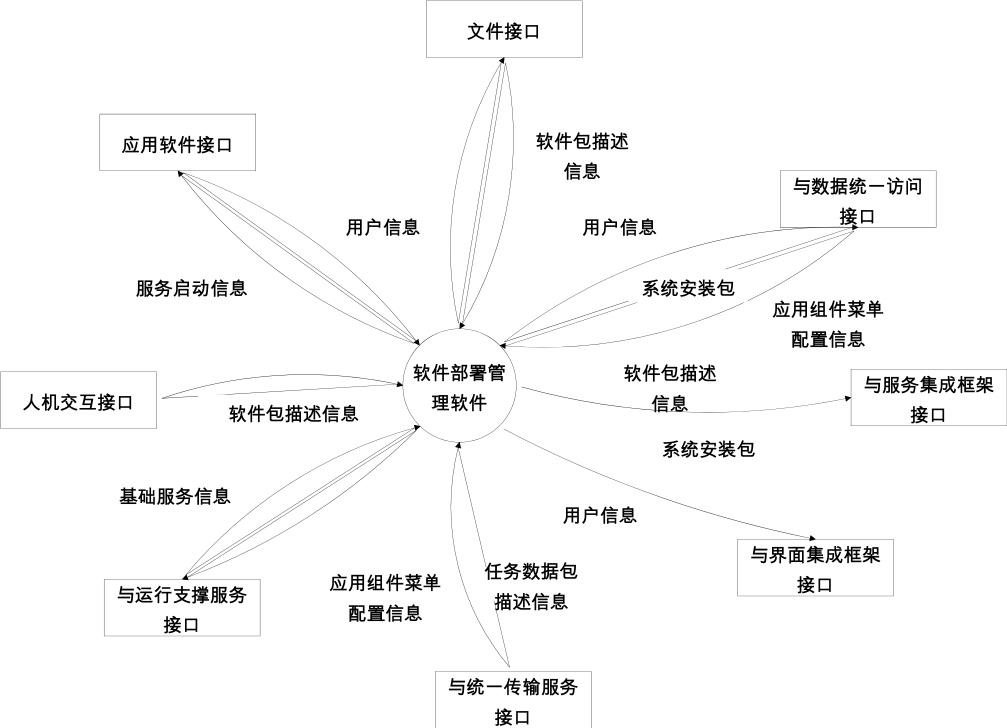 文件接口
应用软件接口
软件包描述
信息
与数据统一访问
接口
用户信息
用户信息
服务启动信息
系统安装包
应用组件菜单
配置信息
软件部署管
理软件
软件包描述
信息
与服务集成框架
接口
人机交互接口
软件包描述信息
系统安装包
基础服务信息
用户信息
与界面集成框架
接口
与运行支撑服务
接口
应用组件菜单
配置信息
任务数据包
描述信息
与统一传输服务
接口